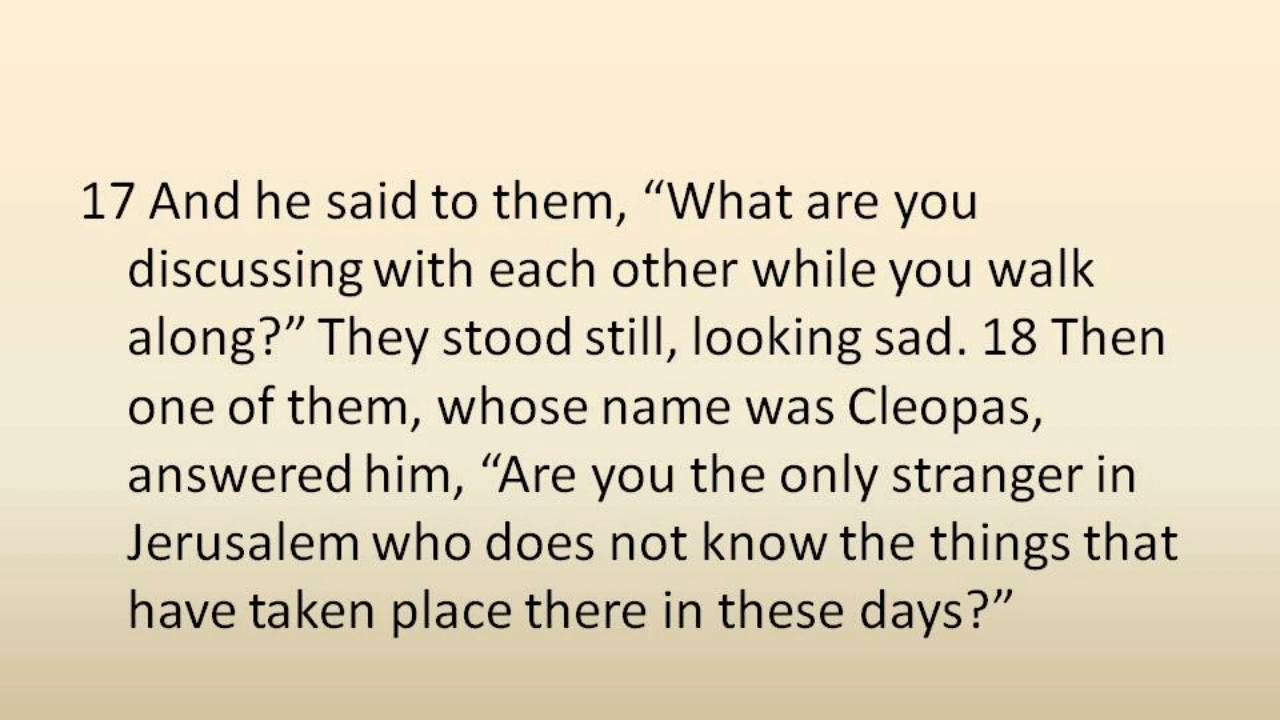 17 And he said to them, “What are you
discussing with each other while you walk
along?” They stood still, looking sad. 18 Then
one of them, whose name was Cleopas,
answered him, “Are you the only stranger in
Jerusalem who does not know the things that
have taken place there in these days?”